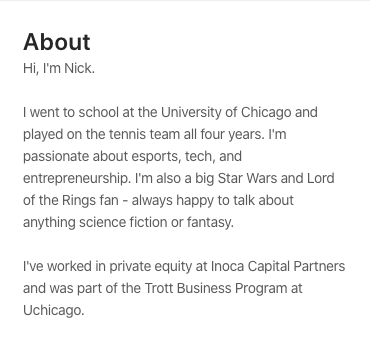 About
Hi, I'm Nick.
I went to school at the University of Chicago and
played on the tennis team all four years. I'm
passionate about esports, tech, and
entrepreneurship. I'm also a big Star Wars and Lord
of the Rings fan - always happy to talk about
anything science fiction or fantasy.
I've worked in private equity at Inoca Capital Partners
and was part of the Trott Business Program at
Uchicago.